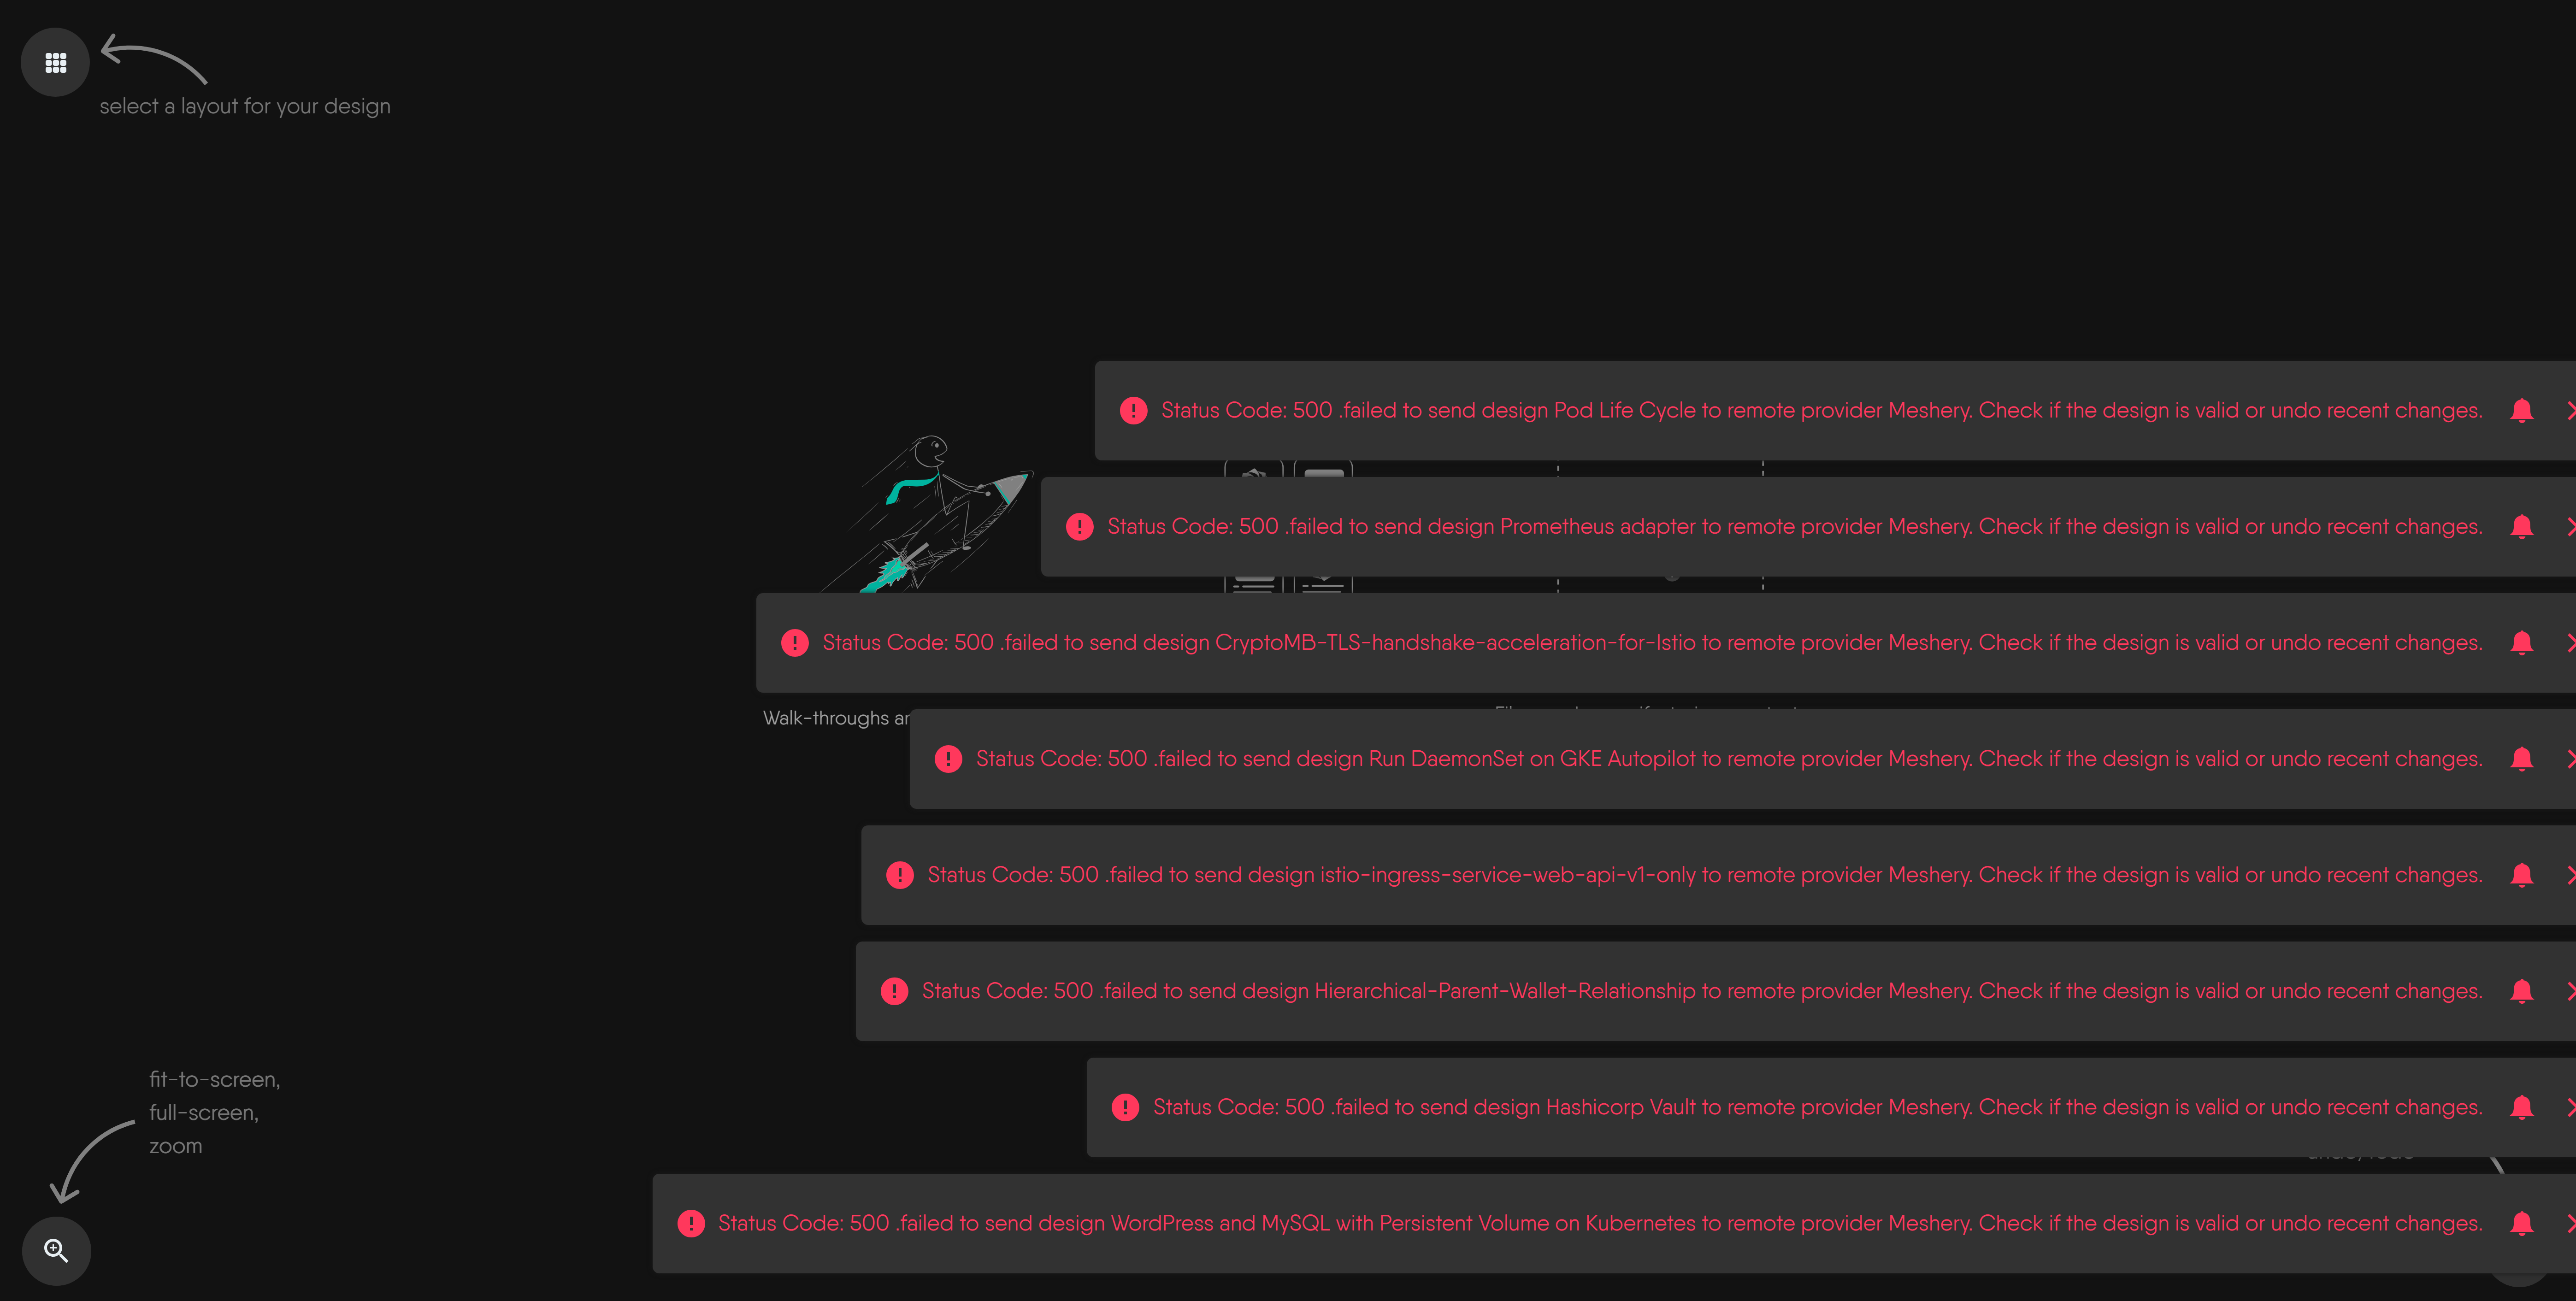 select a layout for your design
Status Code: 500 .failed to send design Pod Life Cycle to remote provider Meshery. Check if the design is valid or undo recent changes.
Status Code: 500 .failed to send design Prometheus adapter to remote provider Meshery. Check if the design is valid or undo recent changes.
Status Code: 500 .failed to send design CryptoMB-TLS-handshake-acceleration-for-Istio to remote provider Meshery. Check if the design is valid or undo recent changes.
Walk-throughs
Status Code: 500 .failed to send design Run DaemonSet on GKE Autopilot to remote provider Meshery. Check if the design is valid or undo recent changes.
Status Code: 500 .failed to send design istio-ingress-service-web-api-v1-only to remote provider Meshery. Check if the design is valid or undo recent changes.
Status Code: 500 .failed to send design Hierarchical-Parent-Wallet-Relationship to remote provider Meshery. Check if the design is valid or undo recent changes.
fit-to-screen,
full-screen,
zoom
Status Code: 500 .failed to send design Hashicorp Vault to remote provider Meshery. Check if the design is valid or undo recent changes.
Status Code: 500 .failed to send design WordPress and MySQL with Persistent Volume on Kubernetes to remote provider Meshery. Check if the design is valid or undo recent changes.